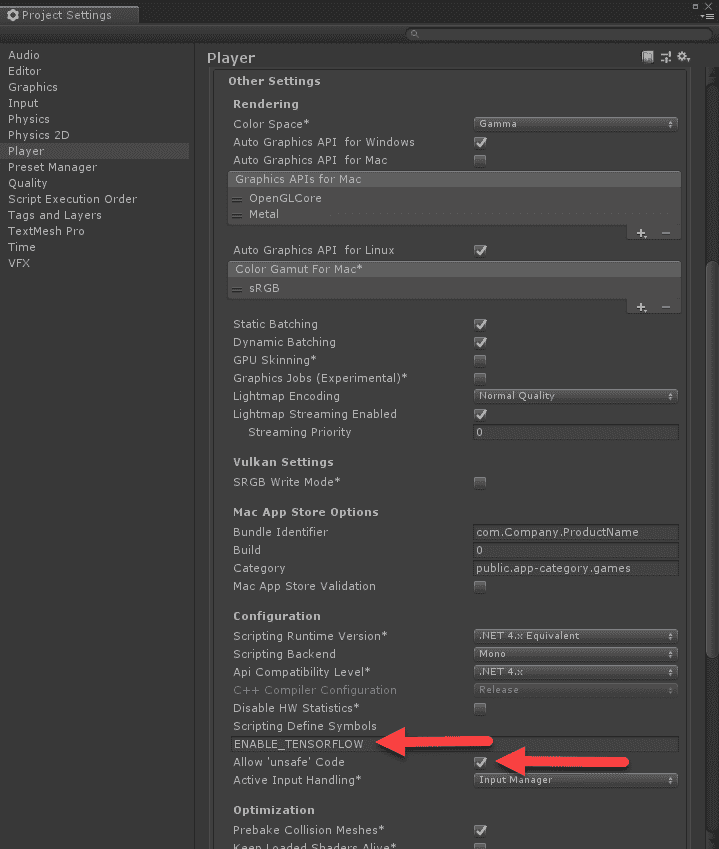 Project Settings
Audio
Editor
Graphics
Input
Physics
Physics 2D
Player
Preset Manager
Quality
Script Execution Order
Tags and Layers
TextMesh Pro
Time
VFX
Player
Other Settings
Rendering
Color Space* Gamma
Auto Graphics API for Windows
Auto Graphics API for Mac
Graphics APIs for Mac
OpenGLCore
Metal
Auto Graphics API for Linux
Color Gamut For Mac*
sRGB
Static Batching
Dynamic Batching
GPU Skinning*
Graphics Jobs (Experimental)*
Lightmap Encoding Normal Quality
Lightmap Streaming Enabled
Streaming Priority 0
Vulkan Settings
SRGB Write Mode*
Mac App Store Options
Bundle Identifier com.Company.ProductName
Build 0
Category public.app-category.games
Mac App Store Validation
Configuration
Scripting Runtime Version* .NET 4.x Equivalent
Scripting Backend Mono
Api Compatibility Level* .NET 4.x
C++ Compiler Configuration Release
Disable HW Statistics*
Scripting Define Symbols
ENABLE_TENSORFLOW
Allow 'unsafe' Code
Active Input Handling* Input Manager
Optimization
Prebake Collision Meshes*
Keep Loaded Shaders Alive*